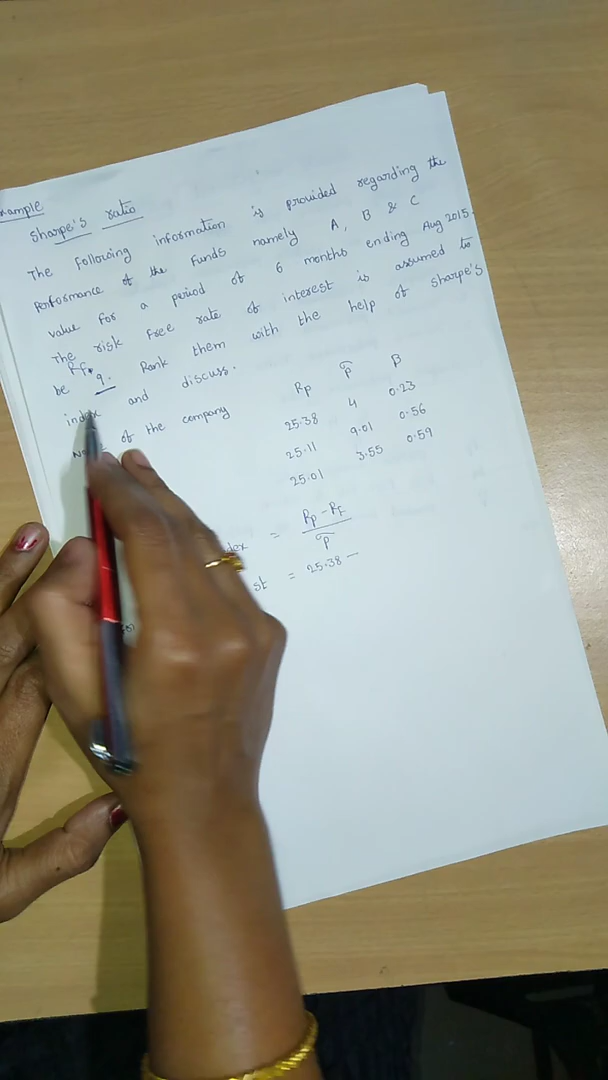 Sharpe's ratio
The following information is provided regarding the
performance of the funds namely A, B & C
value for a period of 6 months ending Aug 2015.
The risk free rate of interest is assumed to
Rf
be 9. Rank them with the help of Sharpe's
index and discuss.
of the company Rp σp β
25.38 4 0.23
25.11 9.01 0.56
25.01 3.55 0.59
= Rp - Rf
σp
st = 25.38 -